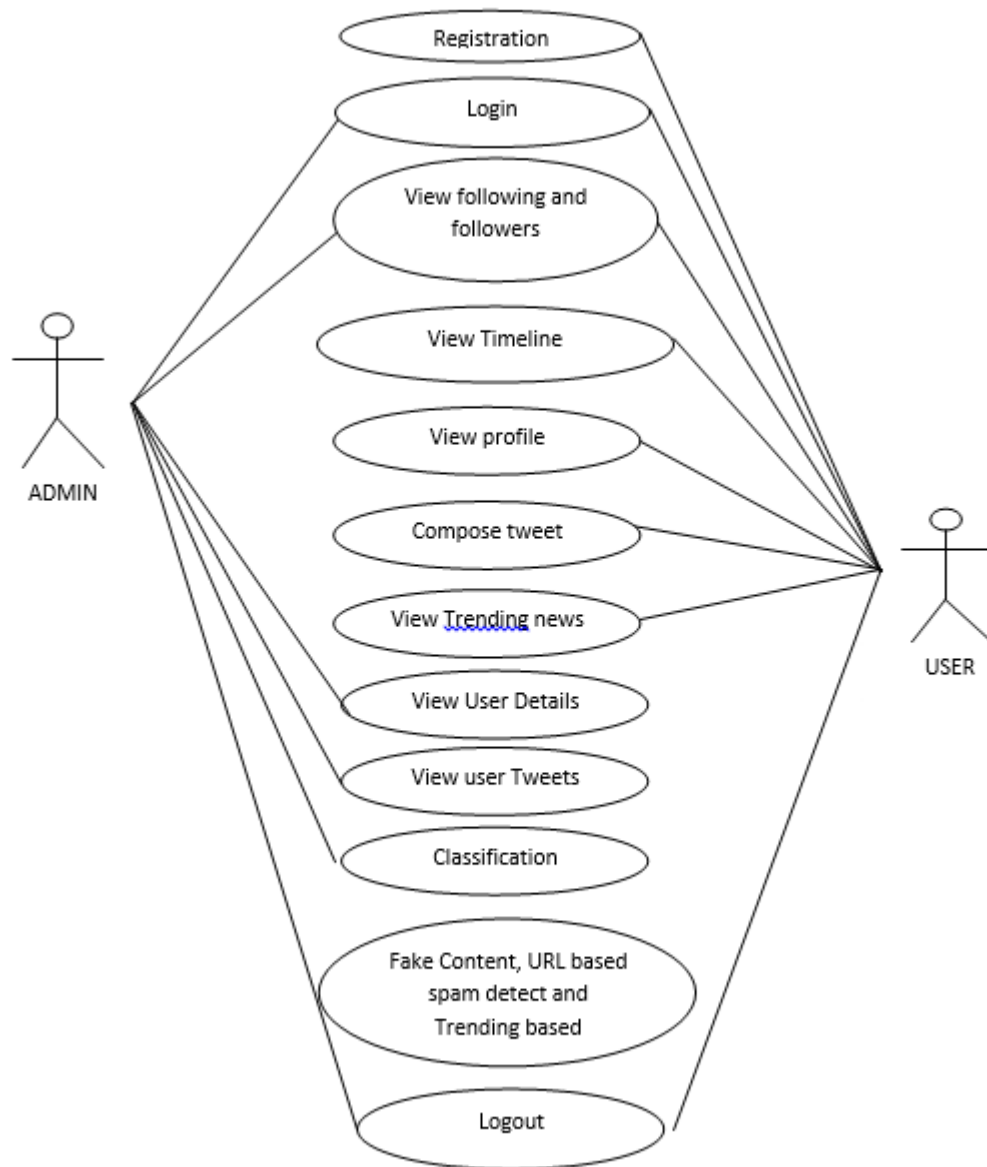 Registration
Login
View following and
followers
View Timeline
View profile
ADMIN
Compose tweet
View Trending news
USER
View User Details
View user Tweets
Classification
Fake Content, URL based
spam detect and
Trending based
Logout